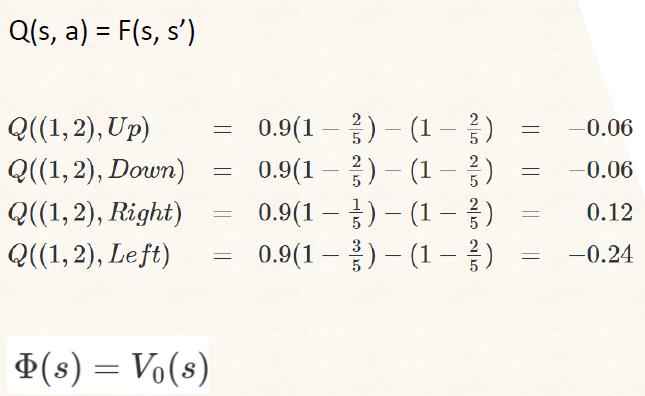 Q(s, a) = F(s, s’)
Q((1, 2), Up) = 0.9(1 − 2/5) − (1 − 2/5) = −0.06
Q((1, 2), Down) = 0.9(1 − 2/5) − (1 − 2/5) = −0.06
Q((1, 2), Right) = 0.9(1 − 1/5) − (1 − 2/5) = 0.12
Q((1, 2), Left) = 0.9(1 − 3/5) − (1 − 2/5) = −0.24
Φ(s) = V₀(s)